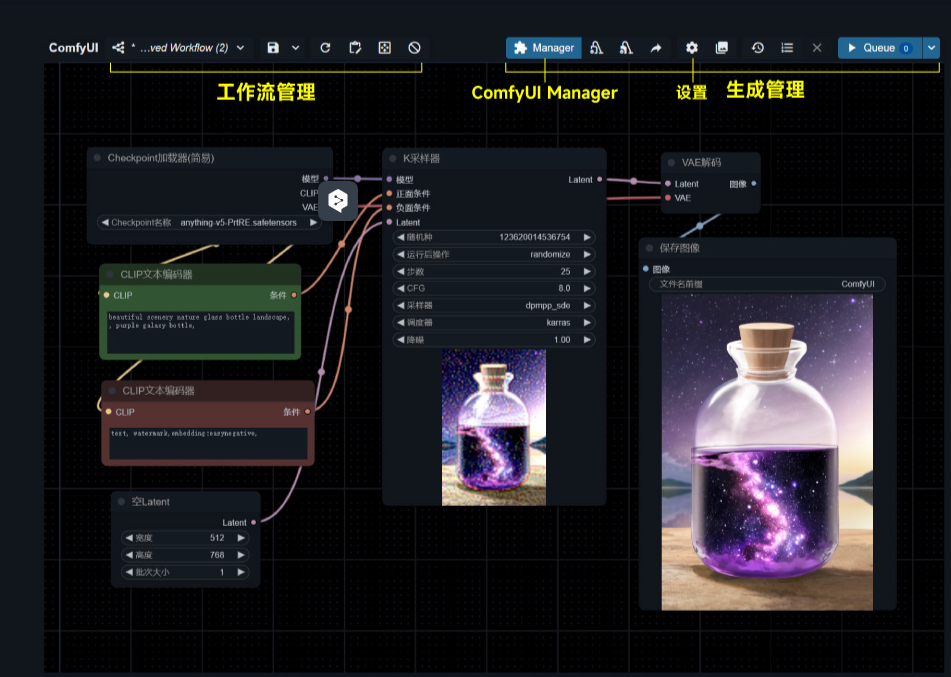 ComfyUI * ...ved Workflow (2) Manager Queue 0
工作流管理 ComfyUI Manager 设置 生成管理
Checkpoint加载器(简易)
模型
CLIP
VAE
Checkpoint名称 anything-v5-PrtRE.safetensors
CLIP文本编码器
CLIP 条件
beautiful scenery nature glass bottle landscape,
, purple galaxy bottle,
CLIP文本编码器
CLIP 条件
text, watermark,embedding:easynegative,
空Latent
Latent
宽度 512
高度 768
批次大小 1
K采样器
模型 Latent
正面条件
负面条件
Latent
随机种 123620014536754
运行后操作 randomize
步数 25
CFG 8.0
采样器 dpmpp_sde
调度器 karras
降噪 1.00
VAE解码
Latent 图像
VAE
保存图像
图像
文件名前缀 ComfyUI